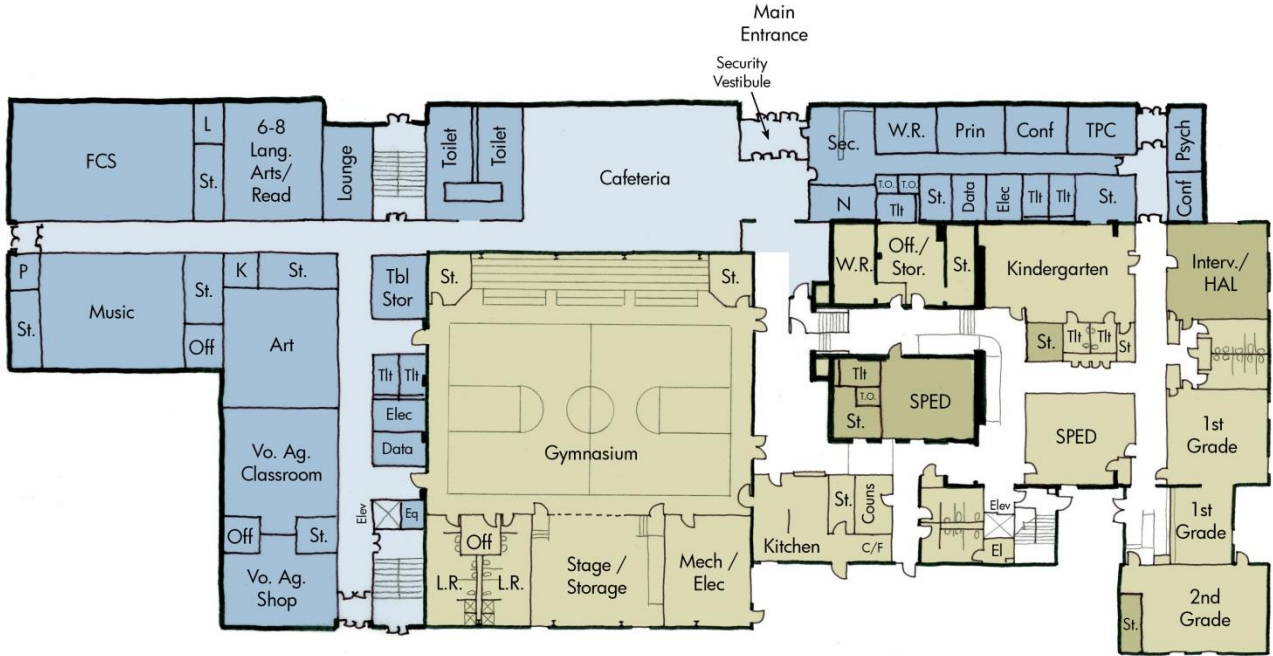 Main
Entrance
Security
Vestibule
FCS
L
St.
6-8
Lang.
Arts/
Read
Lounge
Toilet
Toilet
Cafeteria
Sec.
W.R.
Prin
Conf
TPC
Psych
Conf
N
T.O.
T.O.
Tlt
St.
Data
Elec
Tlt
Tlt
St.
P
St.
Music
St.
Off
K
St.
Art
Tbl
Stor
St.
St.
W.R.
Off./
Stor.
St.
Kindergarten
Interv./
HAL
St.
Tlt
Tlt
St
Tlt
Tlt
Elec
Data
Gymnasium
Tlt
T.O.
St.
SPED
SPED
1st
Grade
Vo. Ag.
Classroom
Off
St.
Vo. Ag.
Shop
Elev
Eq
Off
L.R.
L.R.
Stage /
Storage
Mech /
Elec
Kitchen
St.
Couns
C/F
Elev
El
1st
Grade
2nd
Grade
St.